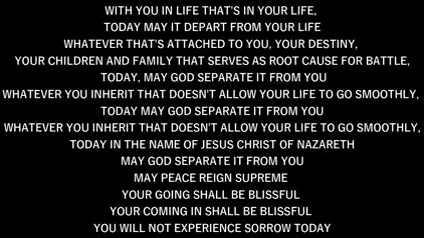 WITH YOU IN LIFE THAT'S IN YOUR LIFE,
TODAY MAY IT DEPART FROM YOUR LIFE
WHATEVER THAT'S ATTACHED TO YOU, YOUR DESTINY,
YOUR CHILDREN AND FAMILY THAT SERVES AS ROOT CAUSE FOR BATTLE,
TODAY, MAY GOD SEPARATE IT FROM YOU
WHATEVER YOU INHERIT THAT DOESN'T ALLOW YOUR LIFE TO GO SMOOTHLY,
TODAY MAY GOD SEPARATE IT FROM YOU
WHATEVER YOU INHERIT THAT DOESN'T ALLOW YOUR LIFE TO GO SMOOTHLY,
TODAY IN THE NAME OF JESUS CHRIST OF NAZARETH
MAY GOD SEPARATE IT FROM YOU
MAY PEACE REIGN SUPREME
YOUR GOING SHALL BE BLISSFUL
YOUR COMING IN SHALL BE BLISSFUL
YOU WILL NOT EXPERIENCE SORROW TODAY